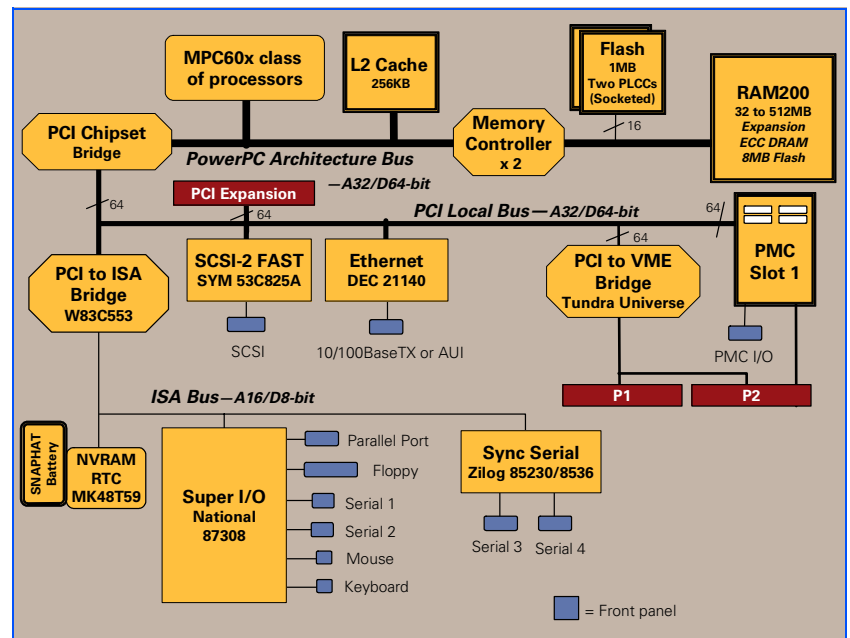 MPC60x class
of processors
L2 Cache
256KB
Flash
1MB
Two PLCCs
(Socketed)
RAM200
32 to 512MB
Expansion
ECC DRAM
8MB Flash
PCI Chipset
Bridge
Memory
Controller
x 2
16
PowerPC Architecture Bus
—A32/D64-bit
64
PCI Expansion
64
PCI Local Bus—A32/D64-bit
64
64
PCI to ISA
Bridge
W83C553
SCSI-2 FAST
SYM 53C825A
Ethernet
DEC 21140
PCI to VME
Bridge
Tundra Universe
PMC
Slot 1
SCSI
10/100BaseTX or AUI
PMC I/O
P1
P2
ISA Bus—A16/D8-bit
SNAPHAT
Battery
NVRAM
RTC
MK48T59
Super I/O
National
87308
Parallel Port
Floppy
Serial 1
Serial 2
Mouse
Keyboard
Sync Serial
Zilog 85230/8536
Serial 3
Serial 4
= Front panel